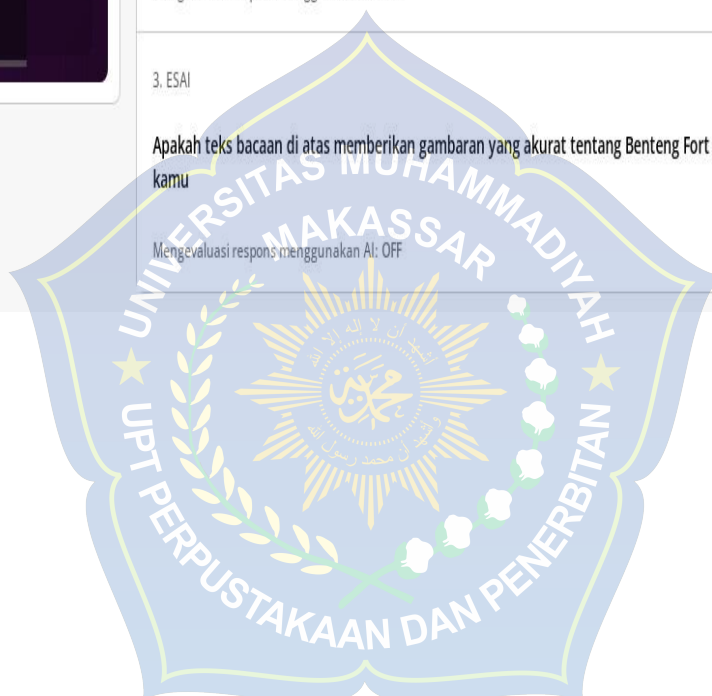 3. ESAI
Apakah teks bacaan di atas memberikan gambaran yang akurat tentang Benteng Fort
kamu
Mengevaluasi respons menggunakan AI: OFF
UNIVERSITAS MUHAMMADIYAH
MAKASSAR
UPT PERPUSTAKAAN DAN PENERBITAN